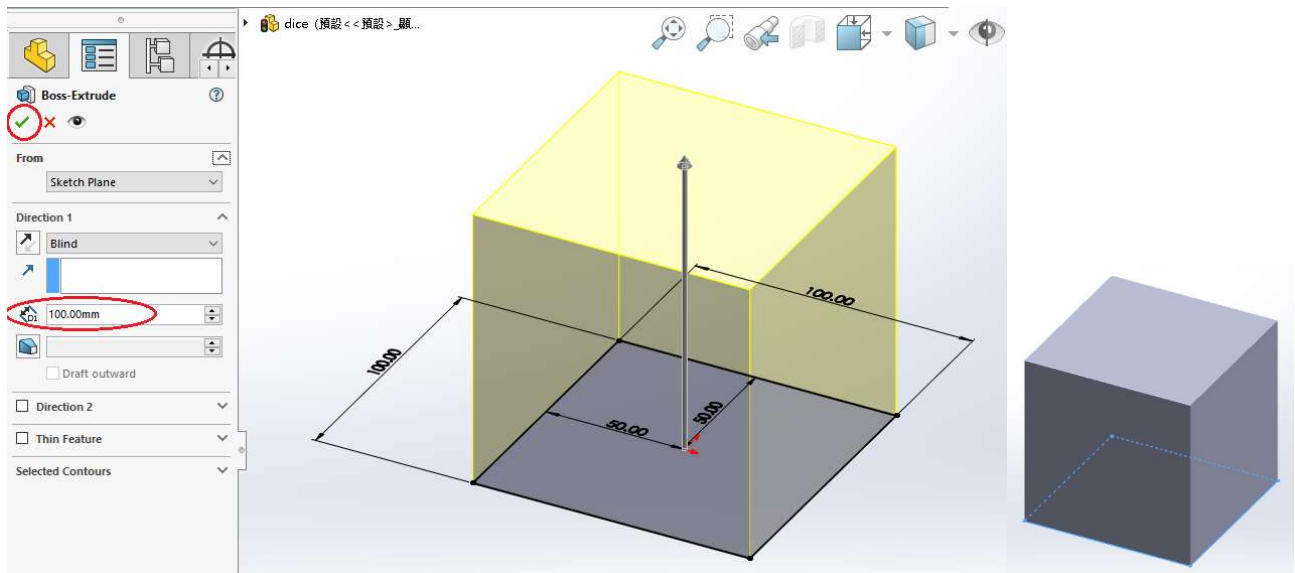 dice (預設<<預設>_顯...
Boss-Extrude
From
Sketch Plane
Direction 1
Blind
D1
100.00mm
Draft outward
Direction 2
Thin Feature
Selected Contours
100.00
100.00
50.00
50.00